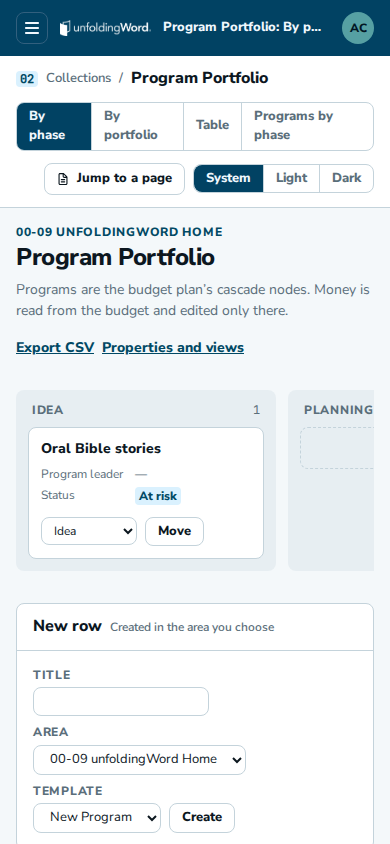 unfoldingWord. Program Portfolio: By p... AC
02 Collections / Program Portfolio
By phase
By portfolio
Table
Programs by phase
Jump to a page
System Light Dark
00-09 UNFOLDINGWORD HOME
Program Portfolio
Programs are the budget plan's cascade nodes. Money is
read from the budget and edited only there.
Export CSV Properties and views
IDEA 1
PLANNING
Oral Bible stories
Program leader —
Status At risk
Idea Move
New row Created in the area you choose
TITLE
AREA
00-09 unfoldingWord Home
TEMPLATE
New Program Create